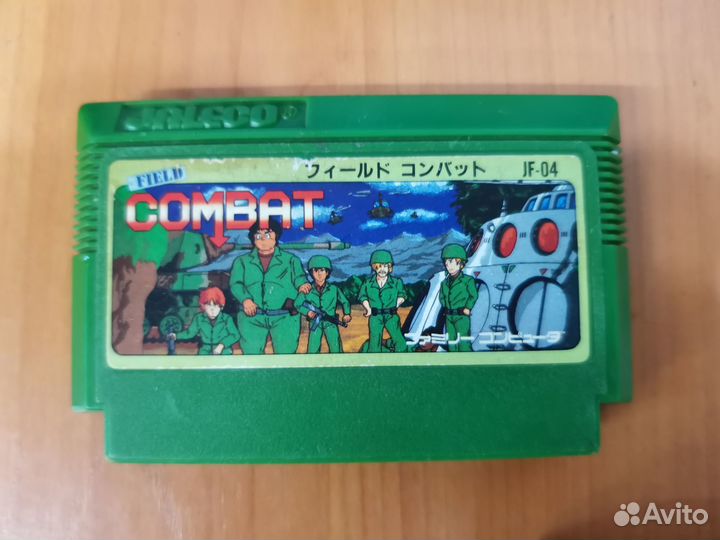 JALECO®
フィールド コンバット JF-04
FIELD
COMBAT
ファミリーコンピュータ
Avito